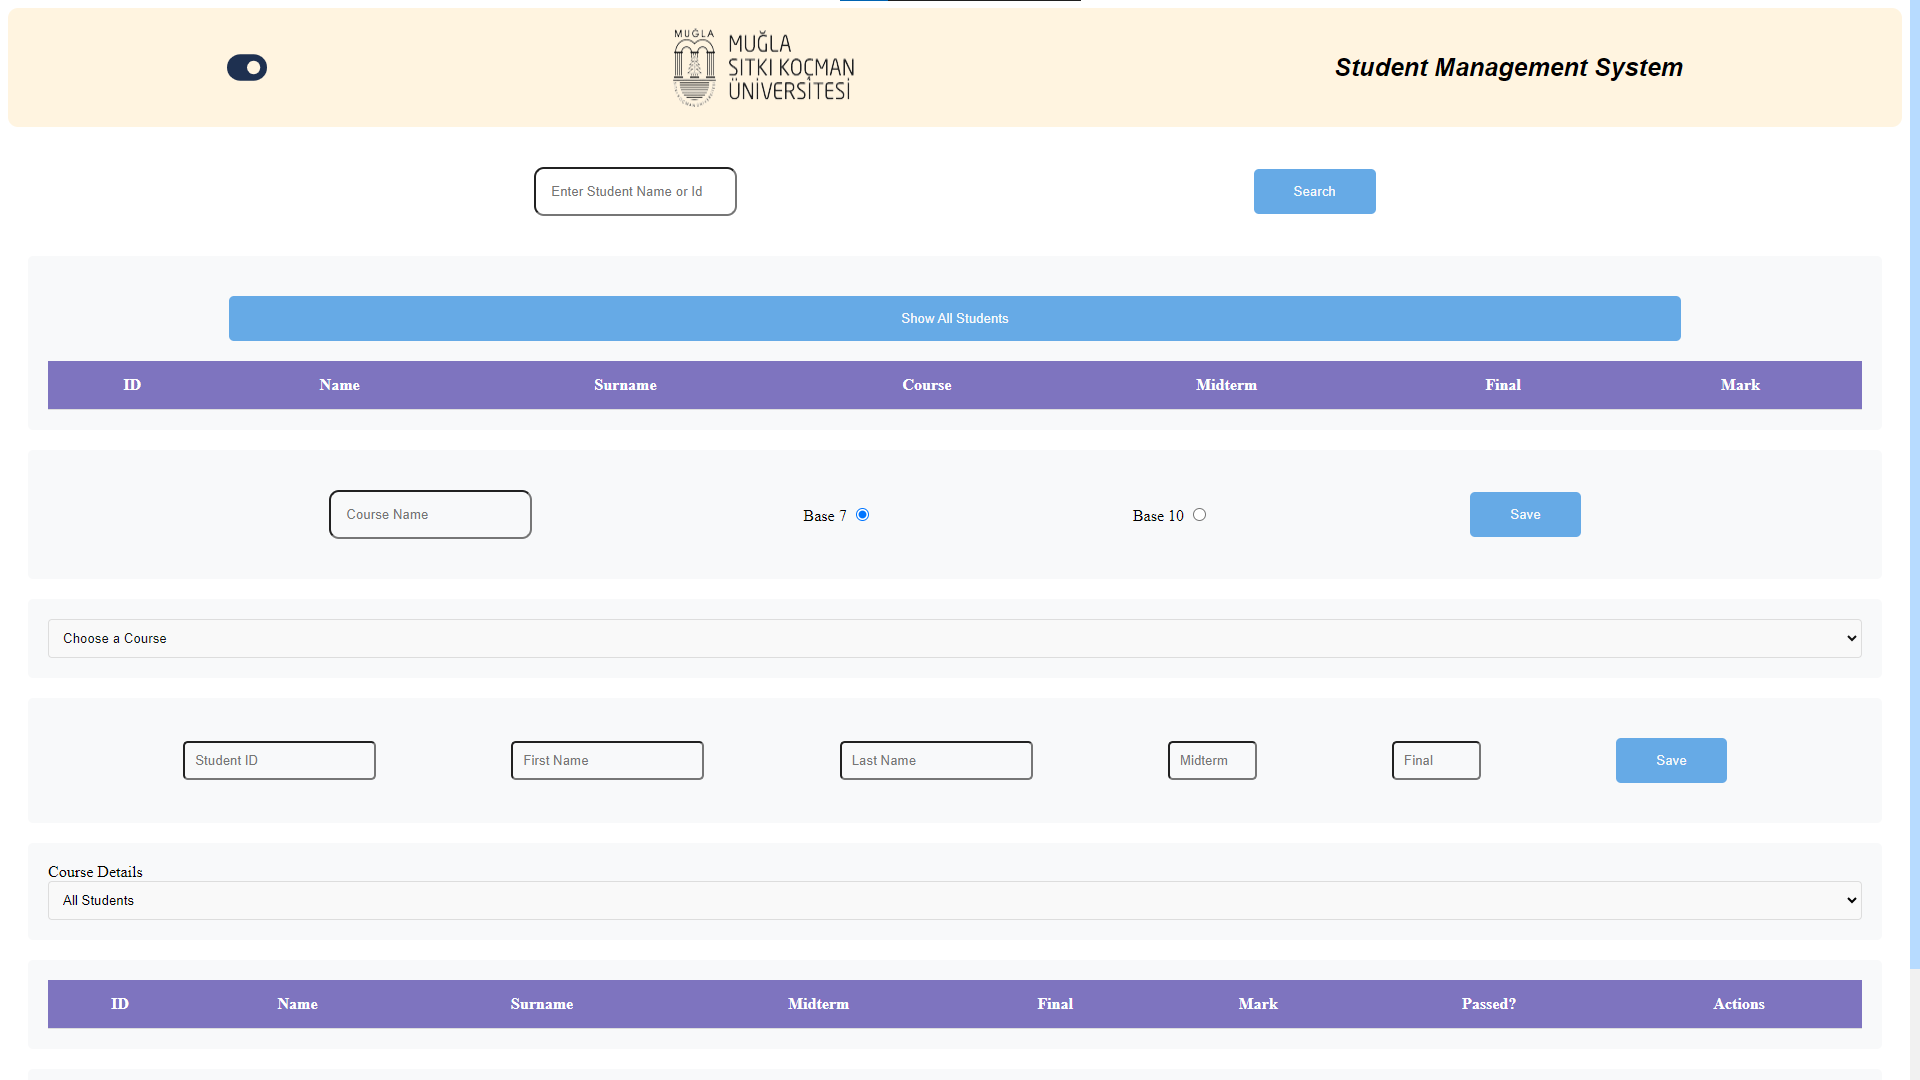 MUĞLA
MUĞLA
SITKI KOÇMAN
ÜNİVERSİTESİ
Student Management System
Enter Student Name or Id
Search
Show All Students
ID Name Surname Course Midterm Final Mark
Course Name
Base 7
Base 10
Save
Choose a Course
Student ID
First Name
Last Name
Midterm
Final
Save
Course Details
All Students
ID Name Surname Midterm Final Mark Passed? Actions